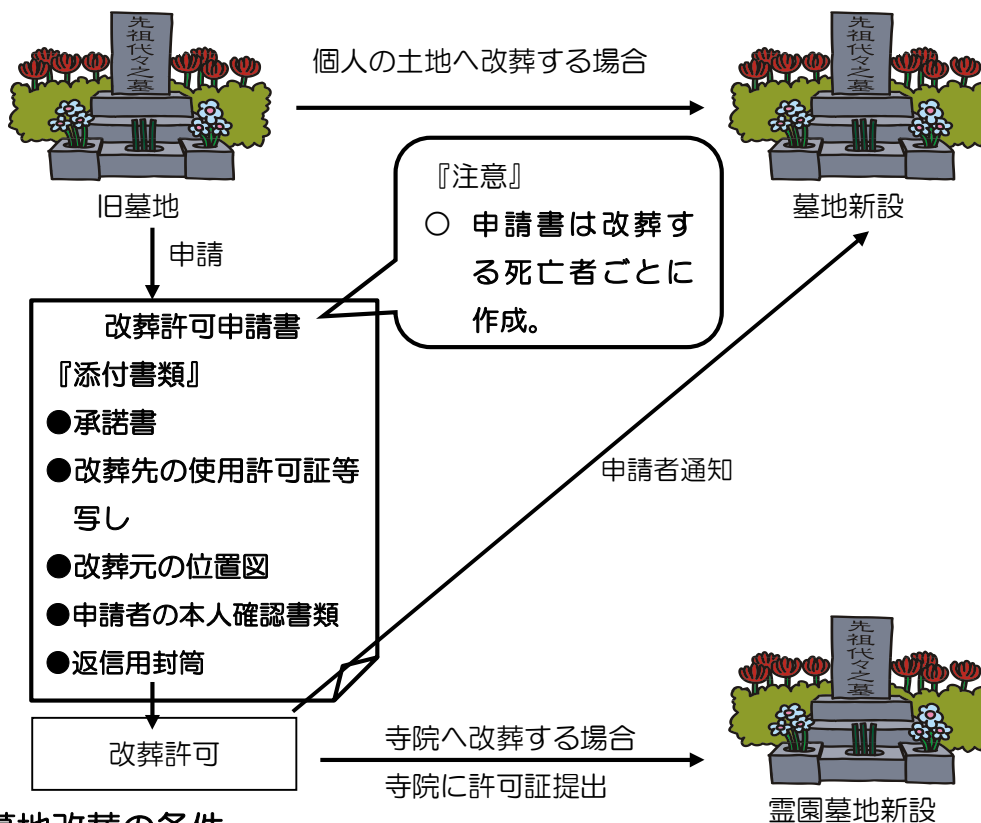 先祖代々之墓
先祖代々之墓
個人の土地へ改葬する場合
旧墓地
墓地新設
『注意』
○ 申請書は改葬す
る死亡者ごとに
作成。
申請
改葬許可申請書
『添付書類』
●承諾書
●改葬先の使用許可証等
写し
●改葬元の位置図
●申請者の本人確認書類
●返信用封筒
申請者通知
改葬許可
寺院へ改葬する場合
寺院に許可証提出
先祖代々之墓
霊園墓地新設
墓地改葬の条件